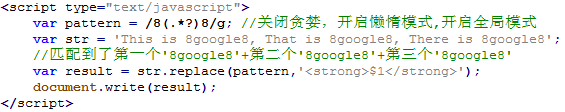 <script type="text/javascript">
var pattern = /8(.*?)8/g; //关闭贪婪，开启懒惰模式,开启全局模式
var str = 'This is 8google8, That is 8google8, There is 8google8';
//匹配到了第一个'8google8'+第二个'8google8'+第三个'8google8'
var result = str.replace(pattern,'<strong>$1</strong>');
document.write(result);
</script>